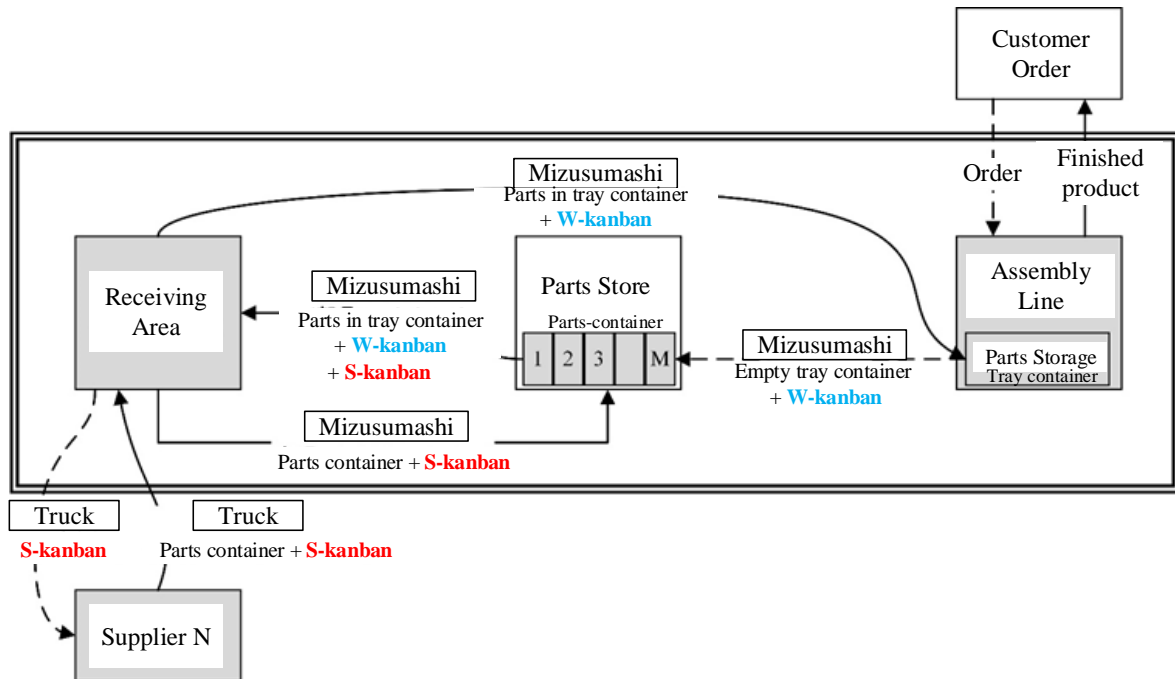 Customer
Order
Order
Finished
product
Mizusumashi
Parts in tray container
+ W-kanban
Receiving
Area
Mizusumashi
Parts in tray container
+ W-kanban
+ S-kanban
Parts Store
Parts-container
1 2 3 M
Mizusumashi
Empty tray container
+ W-kanban
Assembly
Line
Parts Storage
Tray container
Mizusumashi
Parts container + S-kanban
Truck
S-kanban
Truck
Parts container + S-kanban
Supplier N